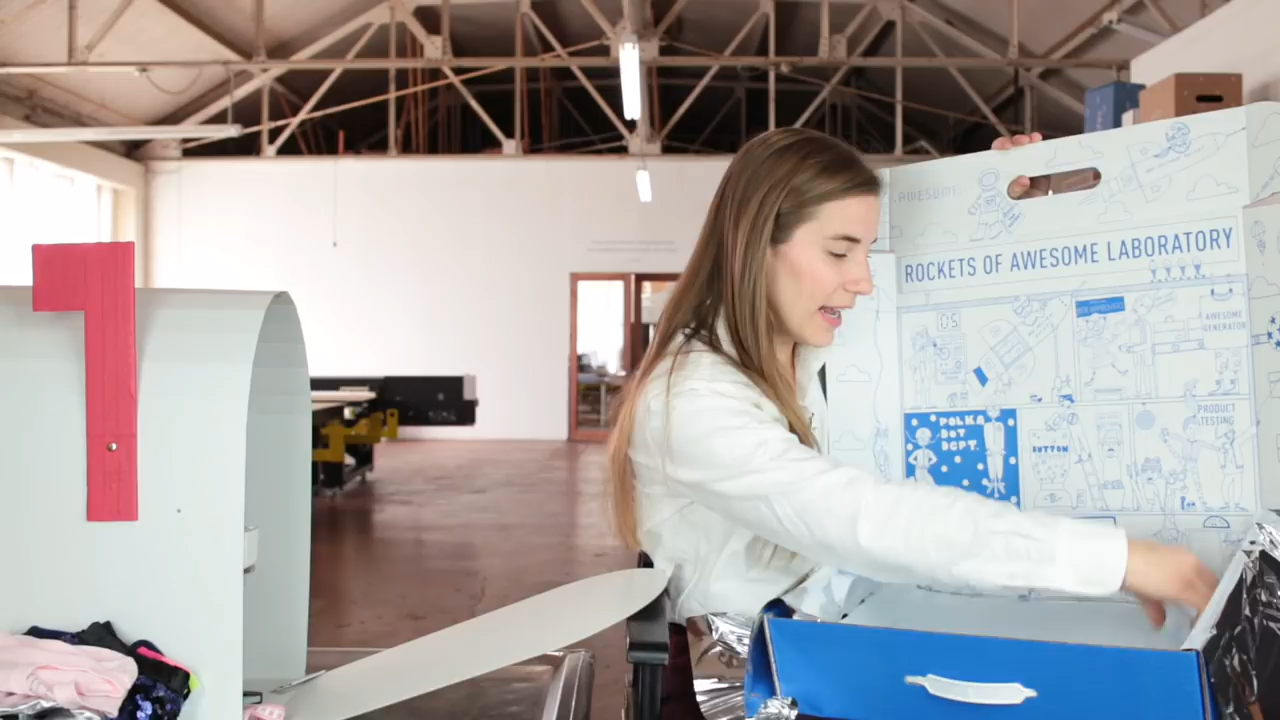 AWESOME
ROCKETS OF AWESOME LABORATORY
05
AWESOME
GENERATOR
POLKA
DOT
DEPT.
BUTTON
PRODUCT
TESTING